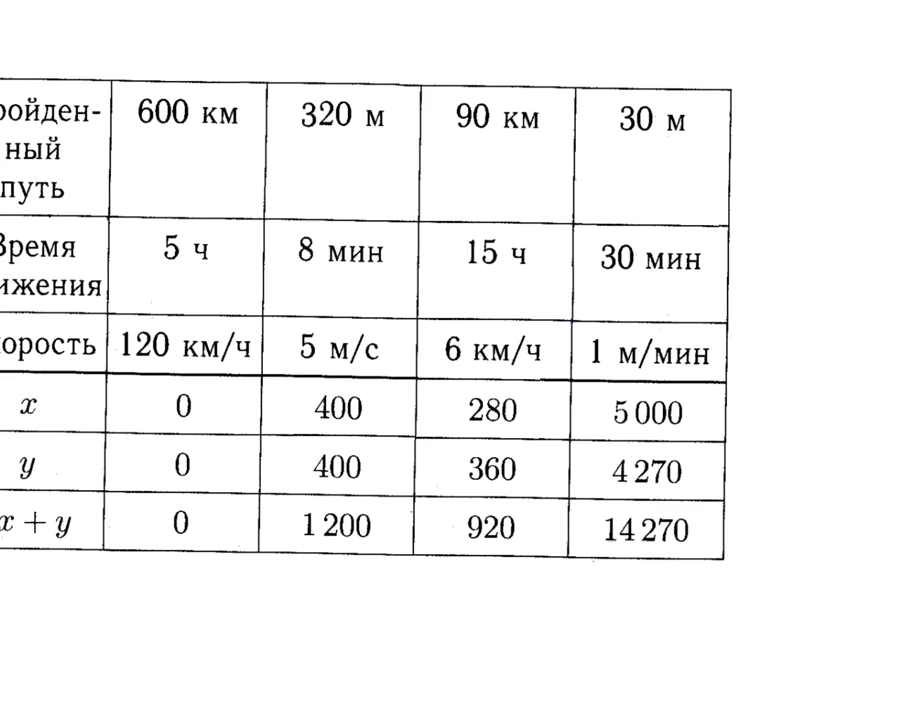 ройден- 600 км 320 м 90 км 30 м
ный
путь
Время 5 ч 8 мин 15 ч 30 мин
ижения
корость 120 км/ч 5 м/с 6 км/ч 1 м/мин
x 0 400 280 5 000
y 0 400 360 4 270
x + y 0 1 200 920 14 270